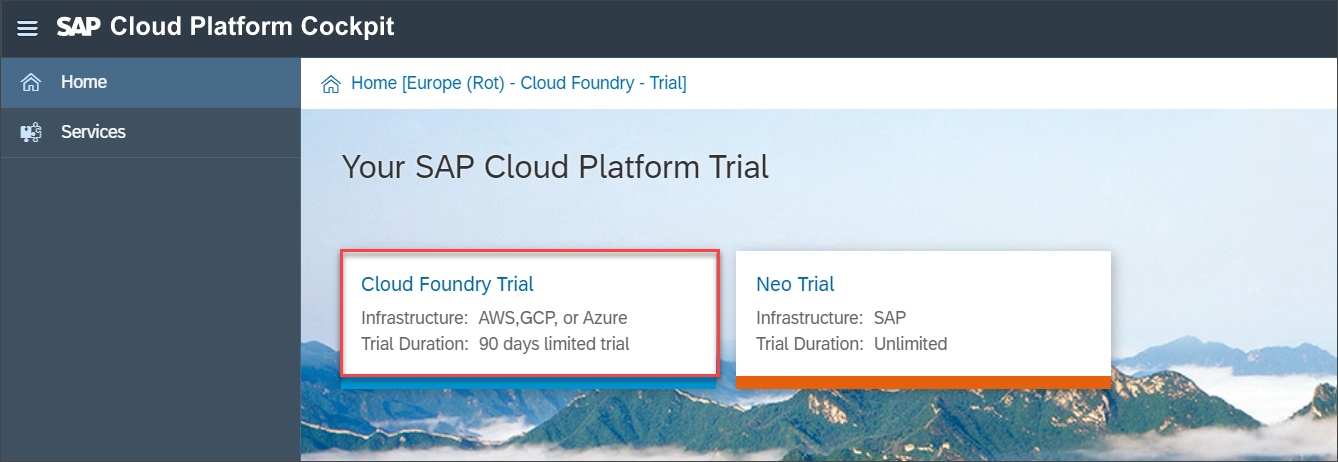 SAP Cloud Platform Cockpit
Home
Services
Home [Europe (Rot) - Cloud Foundry - Trial]
Your SAP Cloud Platform Trial
Cloud Foundry Trial
Infrastructure: AWS,GCP, or Azure
Trial Duration: 90 days limited trial
Neo Trial
Infrastructure: SAP
Trial Duration: Unlimited